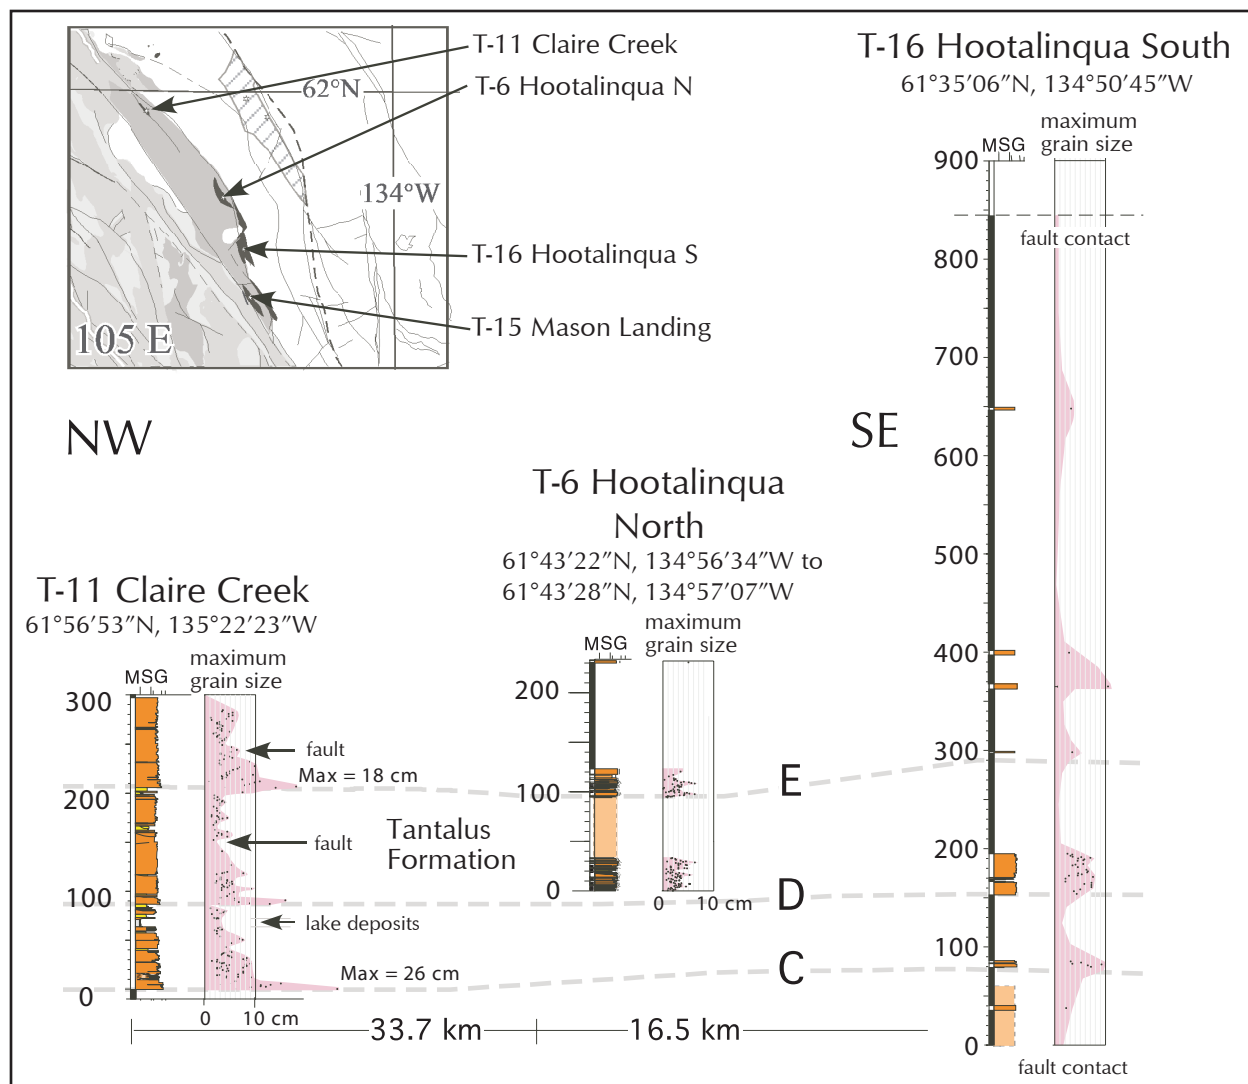 T-11 Claire Creek
T-6 Hootalinqua N
T-16 Hootalinqua S
T-15 Mason Landing
62°N
134°W
105 E
NW
SE
T-16 Hootalinqua South
61°35′06″N, 134°50′45″W
MSG
maximum
grain size
900
800
700
600
500
400
300
200
100
0
fault contact
fault contact
T-6 Hootalinqua
North
61°43′22″N, 134°56′34″W to
61°43′28″N, 134°57′07″W
MSG
maximum
grain size
200
100
0
0 10 cm
T-11 Claire Creek
61°56′53″N, 135°22′23″W
MSG
maximum
grain size
300
200
100
0
fault
Max = 18 cm
fault
lake deposits
Max = 26 cm
0 10 cm
Tantalus
Formation
E
D
C
33.7 km
16.5 km